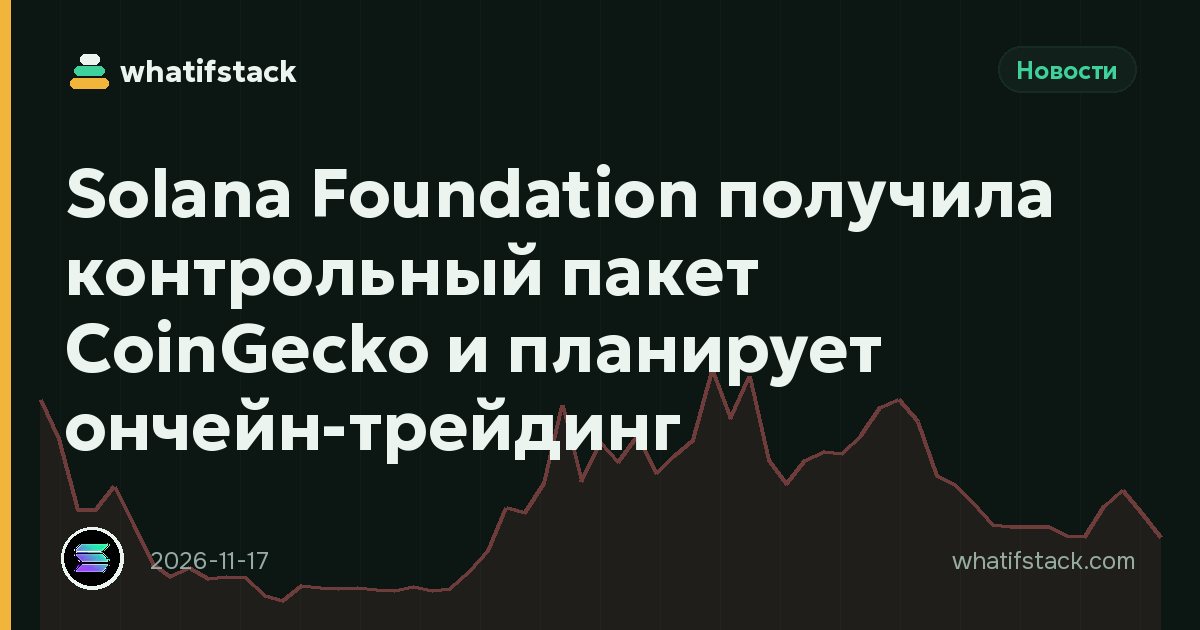 whatifstack
Новости
Solana Foundation получила
контрольный пакет
CoinGecko и планирует
ончейн-трейдинг
2026-11-17
whatifstack.com